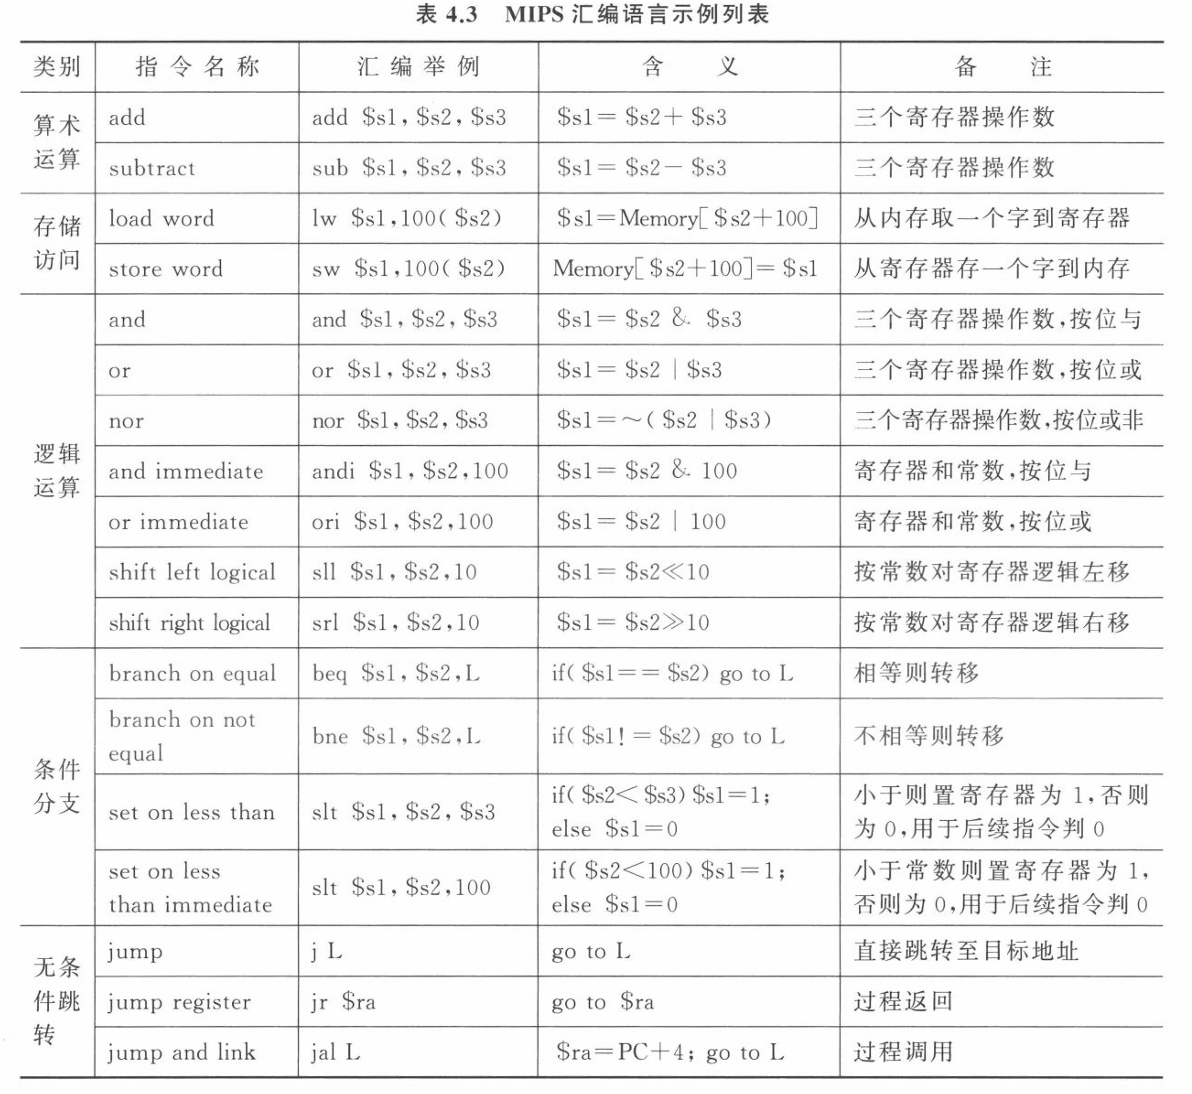 表 4.3 MIPS 汇编语言示例列表
类别 指令名称 汇编举例 含 义 备 注
算术运算 add add $s1, $s2, $s3 $s1= $s2+ $s3 三个寄存器操作数
subtract sub $s1, $s2, $s3 $s1= $s2- $s3 三个寄存器操作数
存储访问 load word lw $s1,100( $s2) $s1=Memory[ $s2+100] 从内存取一个字到寄存器
store word sw $s1,100( $s2) Memory[ $s2+100]= $s1 从寄存器存一个字到内存
逻辑运算 and and $s1, $s2, $s3 $s1= $s2 & $s3 三个寄存器操作数,按位与
or or $s1, $s2, $s3 $s1= $s2 | $s3 三个寄存器操作数,按位或
nor nor $s1, $s2, $s3 $s1=~( $s2 | $s3) 三个寄存器操作数,按位或非
and immediate andi $s1, $s2,100 $s1= $s2 & 100 寄存器和常数,按位与
or immediate ori $s1, $s2,100 $s1= $s2 | 100 寄存器和常数,按位或
shift left logical sll $s1, $s2,10 $s1= $s2≪10 按常数对寄存器逻辑左移
shift right logical srl $s1, $s2,10 $s1= $s2≫10 按常数对寄存器逻辑右移
条件分支 branch on equal beq $s1, $s2,L if( $s1== $s2) go to L 相等则转移
branch on not
equal bne $s1, $s2,L if( $s1!= $s2) go to L 不相等则转移
set on less than slt $s1, $s2, $s3 if( $s2< $s3) $s1=1; 小于则置寄存器为 1,否则
else $s1=0 为 0,用于后续指令判 0
set on less
than immediate slt $s1, $s2,100 if( $s2<100) $s1=1; 小于常数则置寄存器为 1,
else $s1=0 否则为 0,用于后续指令判 0
无条件跳转 jump j L go to L 直接跳转至目标地址
jump register jr $ra go to $ra 过程返回
jump and link jal L $ra=PC+4; go to L 过程调用